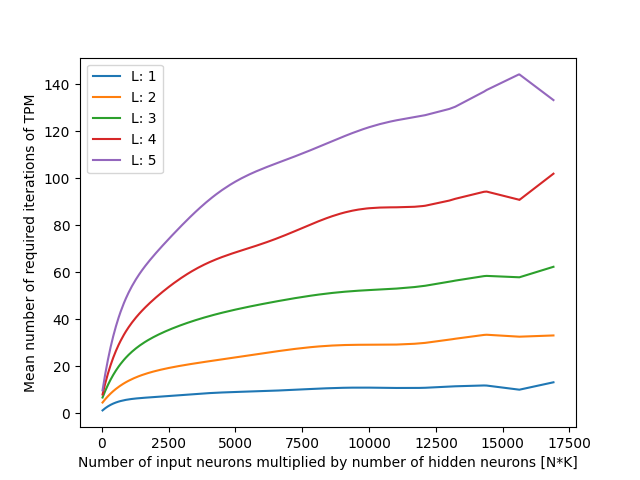 L: 1
L: 2
L: 3
L: 4
L: 5
Mean number of required iterations of TPM
140
120
100
80
60
40
20
0
0 2500 5000 7500 10000 12500 15000 17500
Number of input neurons multiplied by number of hidden neurons [N*K]